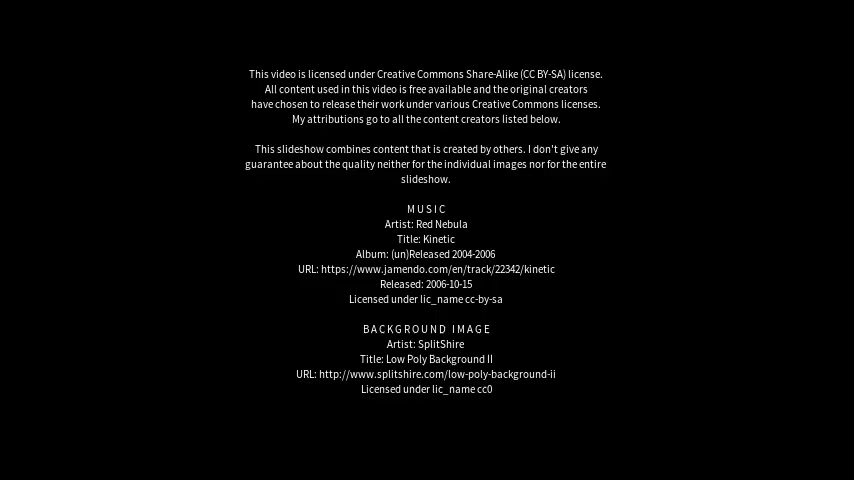 This video is licensed under Creative Commons Share-Alike (CC BY-SA) license.
All content used in this video is free available and the original creators
have chosen to release their work under various Creative Commons licenses.
My attributions go to all the content creators listed below.
This slideshow combines content that is created by others. I don't give any
guarantee about the quality neither for the individual images nor for the entire
slideshow.
MUSIC
Artist: Red Nebula
Title: Kinetic
Album: (un)Released 2004-2006
URL: https://www.jamendo.com/en/track/22342/kinetic
Released: 2006-10-15
Licensed under lic_name cc-by-sa
BACKGROUND IMAGE
Artist: SplitShire
Title: Low Poly Background II
URL: http://www.splitshire.com/low-poly-background-ii
Licensed under lic_name cc0